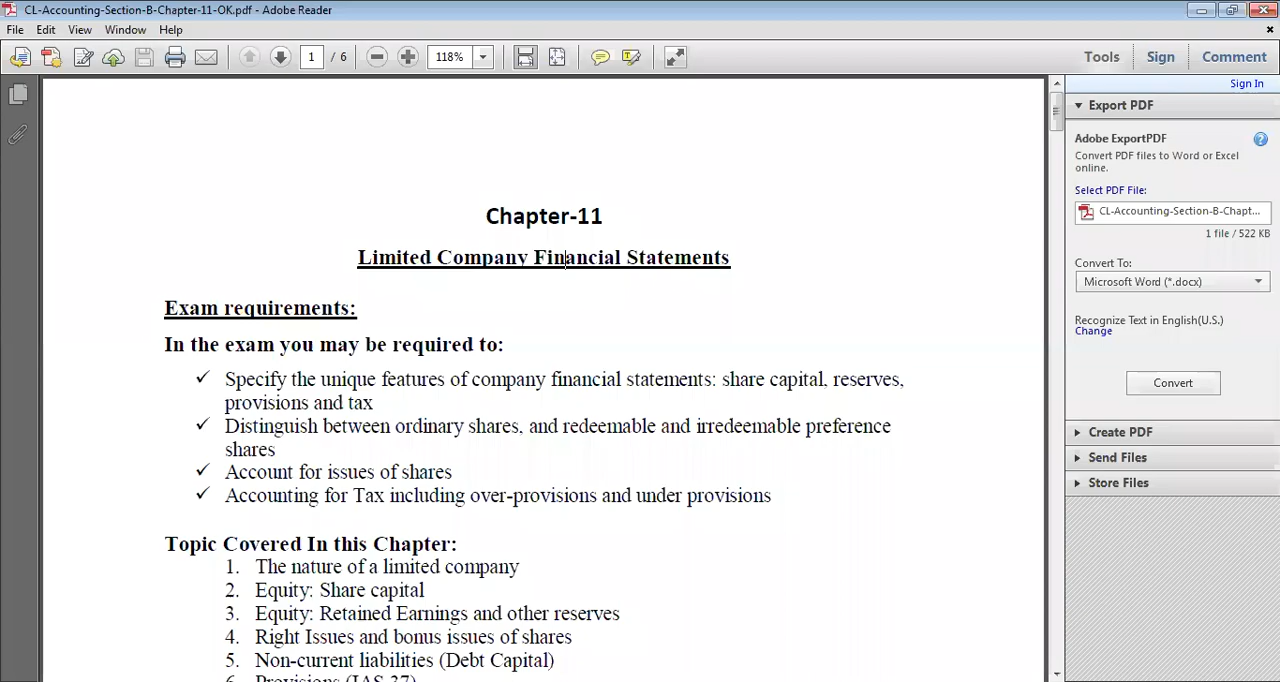 CL-Accounting-Section-B-Chapter-11-OK.pdf - Adobe Reader
File Edit View Window Help
1 / 6 118% Tools Sign Comment
Sign In
Export PDF
Adobe ExportPDF
Convert PDF files to Word or Excel
online.
Select PDF File:
CL-Accounting-Section-B-Chapt...
1 file / 522 KB
Convert To:
Microsoft Word (*.docx)
Recognize Text in English(U.S.)
Change
Convert
Create PDF
Send Files
Store Files
Chapter-11
Limited Company Financial Statements
Exam requirements:
In the exam you may be required to:
✓ Specify the unique features of company financial statements: share capital, reserves,
provisions and tax
✓ Distinguish between ordinary shares, and redeemable and irredeemable preference
shares
✓ Account for issues of shares
✓ Accounting for Tax including over-provisions and under provisions
Topic Covered In this Chapter:
1. The nature of a limited company
2. Equity: Share capital
3. Equity: Retained Earnings and other reserves
4. Right Issues and bonus issues of shares
5. Non-current liabilities (Debt Capital)
6. Provisions (IAS 37)